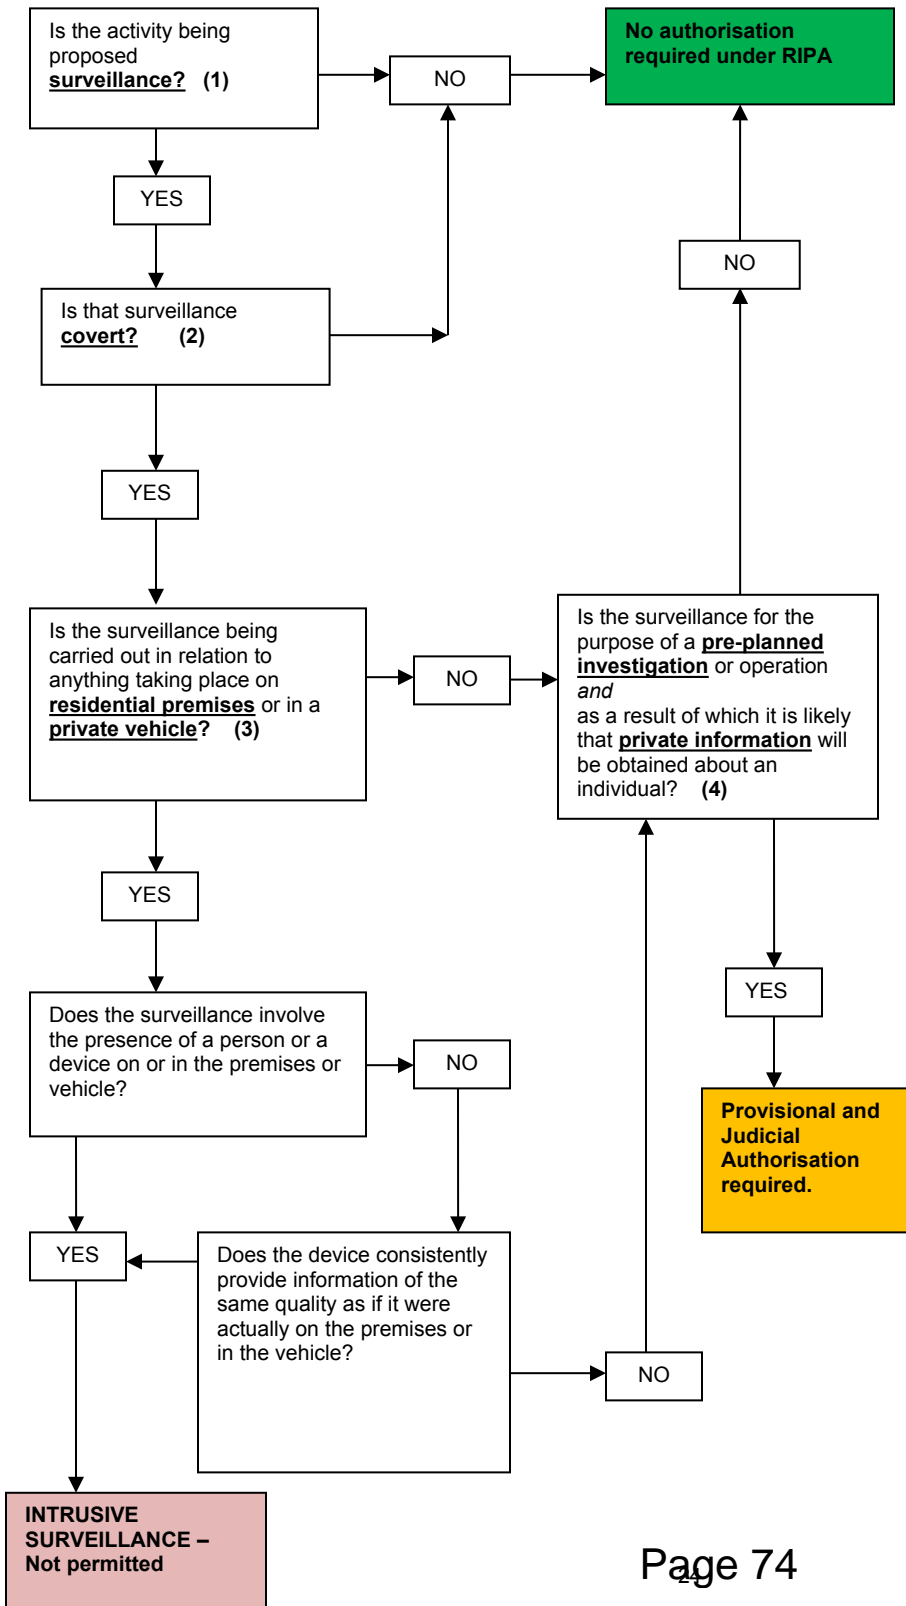 Is the activity being
proposed
surveillance? (1)
NO
No authorisation
required under RIPA
YES
NO
Is that surveillance
covert? (2)
YES
Is the surveillance being
carried out in relation to
anything taking place on
residential premises or in a
private vehicle? (3)
NO
Is the surveillance for the
purpose of a pre-planned
investigation or operation
and
as a result of which it is likely
that private information will
be obtained about an
individual? (4)
YES
YES
Does the surveillance involve
the presence of a person or a
device on or in the premises or
vehicle?
NO
Provisional and
Judicial
Authorisation
required.
YES
Does the device consistently
provide information of the
same quality as if it were
actually on the premises or
in the vehicle?
NO
INTRUSIVE
SURVEILLANCE –
Not permitted
Page 74
24